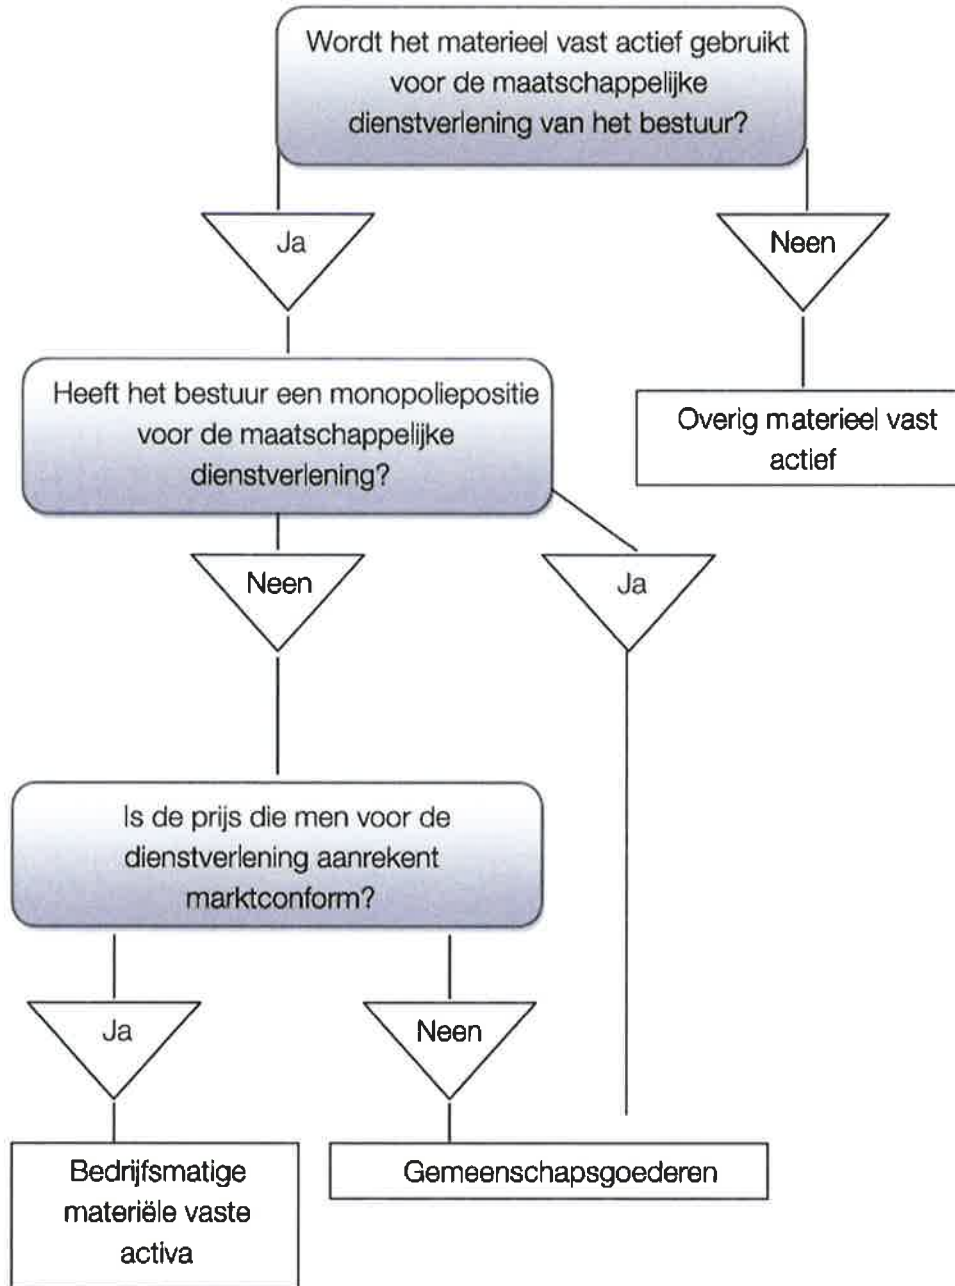 Wordt het materieel vast actief gebruikt
voor de maatschappelijke
dienstverlening van het bestuur?
Ja
Neen
Heeft het bestuur een monopoliepositie
voor de maatschappelijke
dienstverlening?
Overig materieel vast
actief
Neen
Ja
Is de prijs die men voor de
dienstverlening aanrekent
marktconform?
Ja
Neen
Bedrijfsmatige
materiële vaste
activa
Gemeenschapsgoederen